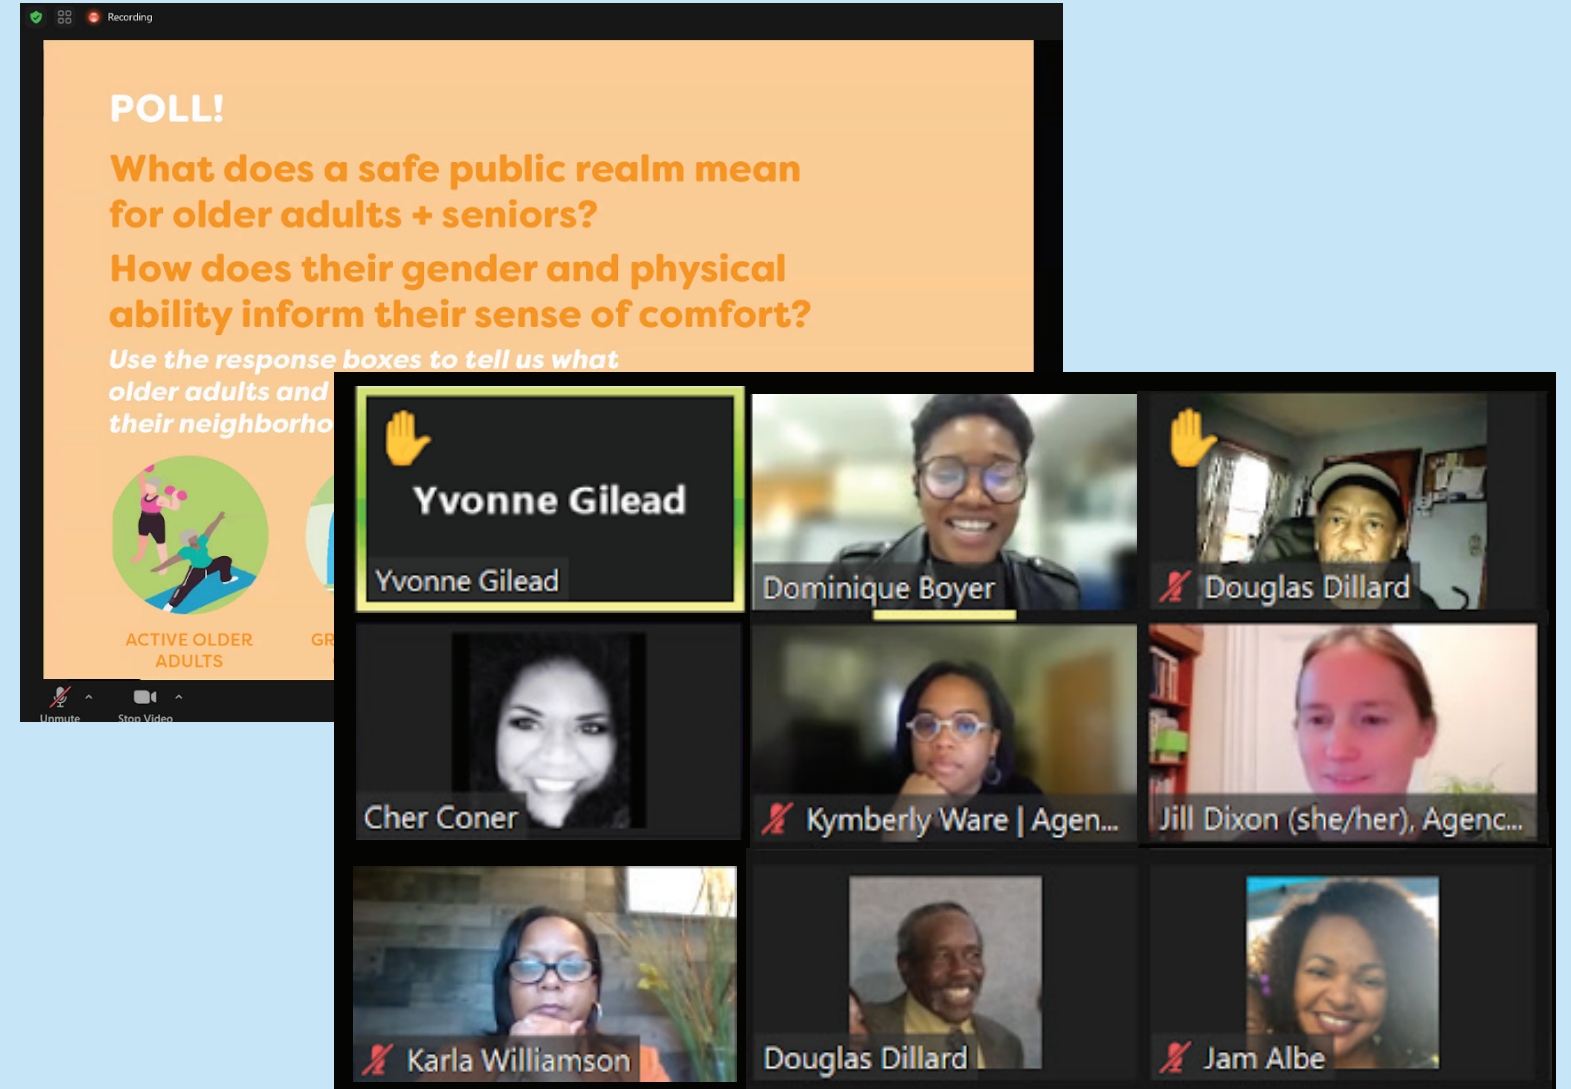 Recording
POLL!
What does a safe public realm mean
for older adults + seniors?
How does their gender and physical
ability inform their sense of comfort?
Use the response boxes to tell us what
older adults and
their neighborho
ACTIVE OLDER
ADULTS
GR
Unmute
Stop Video
Yvonne Gilead
Yvonne Gilead
Dominique Boyer
Douglas Dillard
Cher Coner
Kymberly Ware | Agen...
Jill Dixon (she/her), Agenc...
Karla Williamson
Douglas Dillard
Jam Albe